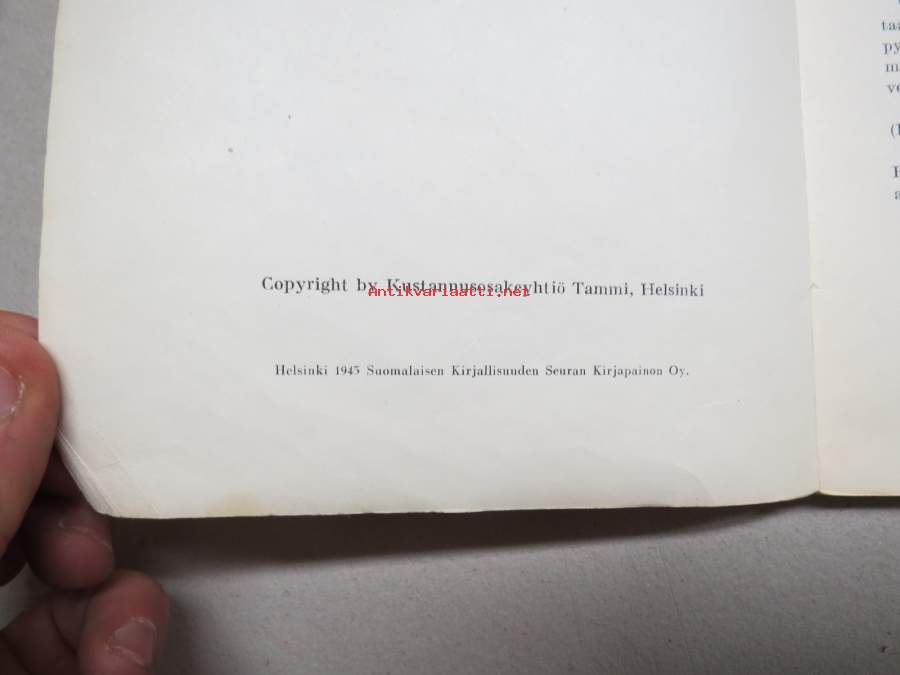 Copyright by Kustannusosakeyhtiö Tammi, Helsinki
Antikvariaatti.net
Helsinki 1945 Suomalaisen Kirjallisuuden Seuran Kirjapainon Oy.